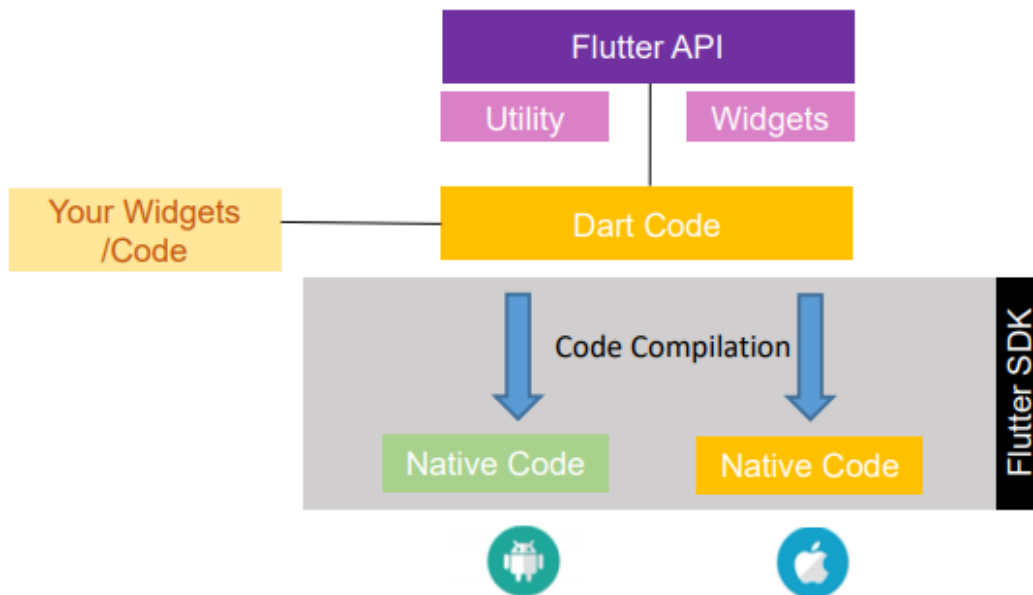 Flutter API
Utility
Widgets
Your Widgets
/Code
Dart Code
Code Compilation
Flutter SDK
Native Code
Native Code